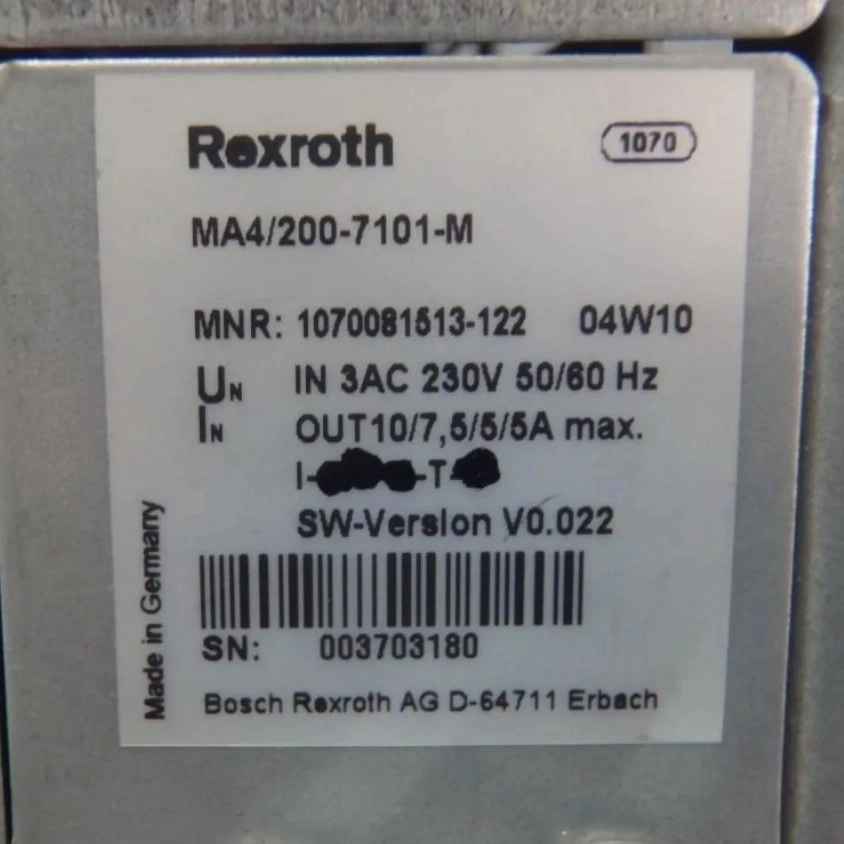 Rexroth 1070
MA4/200-7101-M
MNR: 1070081513-122 04W10
UN IN 3AC 230V 50/60 Hz
IN OUT10/7,5/5/5A max.
I- -T-
SW-Version V0.022
SN: 003703180
Bosch Rexroth AG D-64711 Erbach
Made in Germany